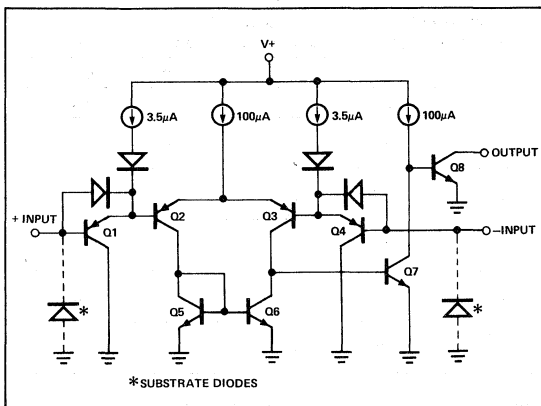 V+
3.5μA
100μA
3.5μA
100μA
Q8
OUTPUT
+ INPUT
Q1
Q2
Q3
Q4
–INPUT
Q7
*
Q5
Q6
*
*SUBSTRATE DIODES